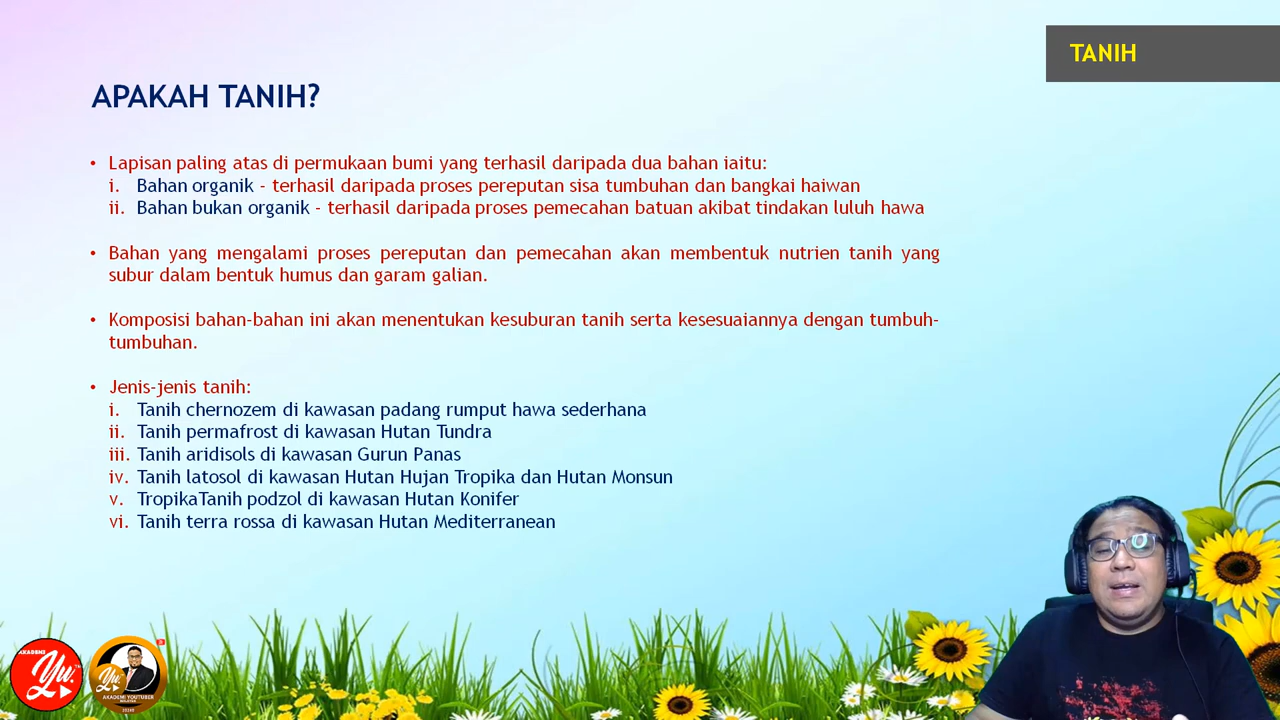 TANIH
APAKAH TANIH?
• Lapisan paling atas di permukaan bumi yang terhasil daripada dua bahan iaitu:
i. Bahan organik - terhasil daripada proses pereputan sisa tumbuhan dan bangkai haiwan
ii. Bahan bukan organik - terhasil daripada proses pemecahan batuan akibat tindakan luluh hawa
• Bahan yang mengalami proses pereputan dan pemecahan akan membentuk nutrien tanih yang
subur dalam bentuk humus dan garam galian.
• Komposisi bahan-bahan ini akan menentukan kesuburan tanih serta kesesuaiannya dengan tumbuh-
tumbuhan.
• Jenis-jenis tanih:
i. Tanih chernozem di kawasan padang rumput hawa sederhana
ii. Tanih permafrost di kawasan Hutan Tundra
iii. Tanih aridisols di kawasan Gurun Panas
iv. Tanih latosol di kawasan Hutan Hujan Tropika dan Hutan Monsun
v. TropikaTanih podzol di kawasan Hutan Konifer
vi. Tanih terra rossa di kawasan Hutan Mediterranean
AKADEMI
Yu.
Yu.
AKADEMI YOUTUBER